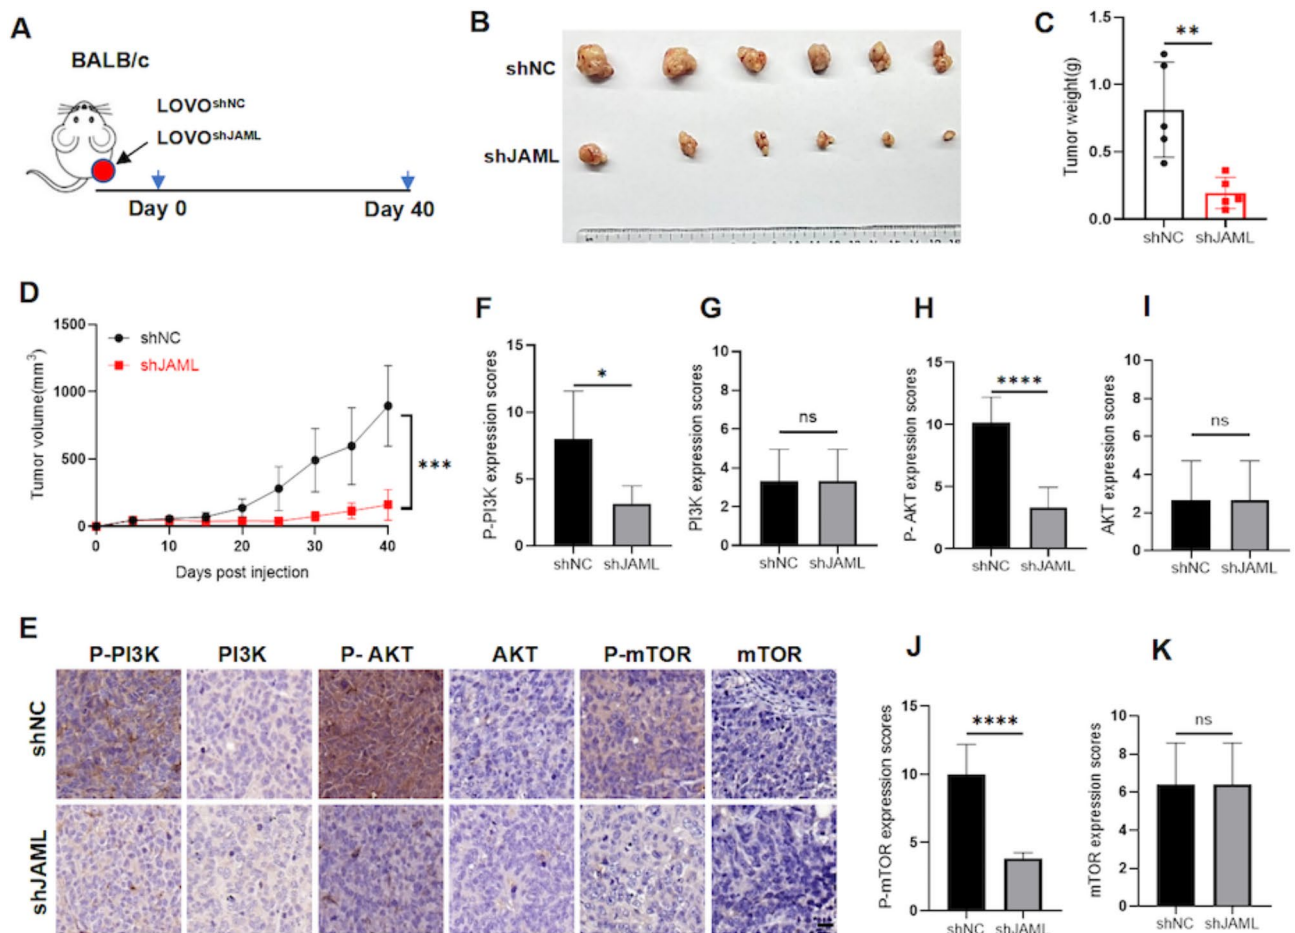 A
BALB/c
LOVOshNC
LOVOshJAML
Day 0
Day 40
B
shNC
shJAML
C
1.5
1.0
0.5
0.0
Tumor weight(g)
**
shNC shJAML
D
1500
1000
500
0
Tumor volume(mm3)
shNC
shJAML
***
0 10 20 30 40
Days post injection
F
15
10
5
0
P-PI3K expression scores
*
shNC shJAML
G
10
8
6
4
2
0
PI3K expression scores
ns
shNC shJAML
H
15
10
5
0
P- AKT expression scores
****
shNC shJAML
I
10
8
6
4
2
0
AKT expression scores
ns
shNC shJAML
E
P-PI3K PI3K P- AKT AKT P-mTOR mTOR
shNC
shJAML
J
15
10
5
0
P-mTOR expression scores
****
shNC shJAML
K
10
8
6
4
2
0
mTOR expression scores
ns
shNC shJAML